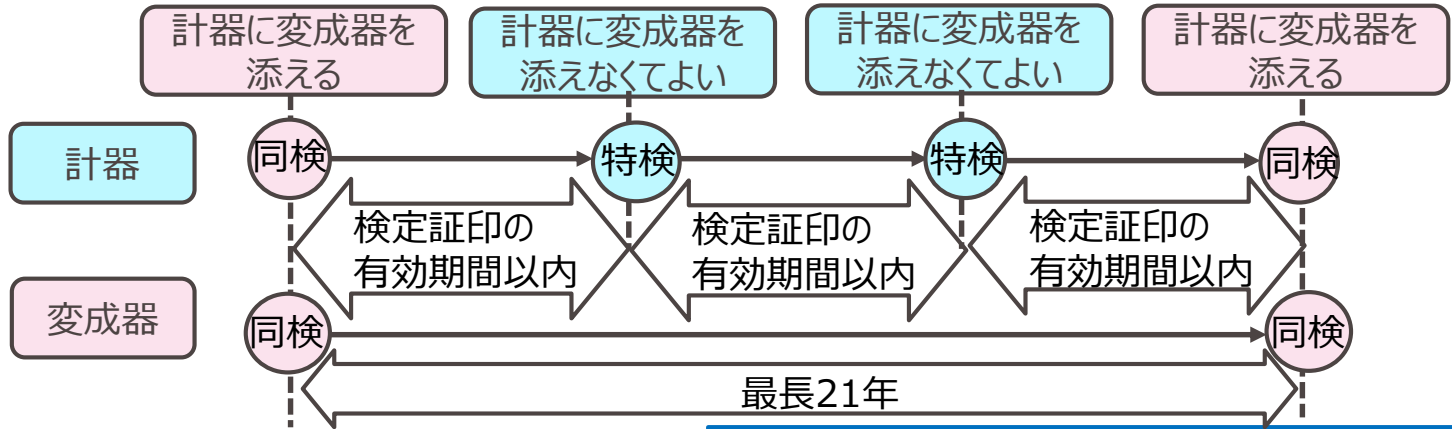 計器に変成器を
添える
計器に変成器を
添えなくてよい
計器に変成器を
添えなくてよい
計器に変成器を
添える
計器
同検
特検
特検
同検
検定証印の
有効期間以内
検定証印の
有効期間以内
検定証印の
有効期間以内
変成器
同検
同検
最長21年